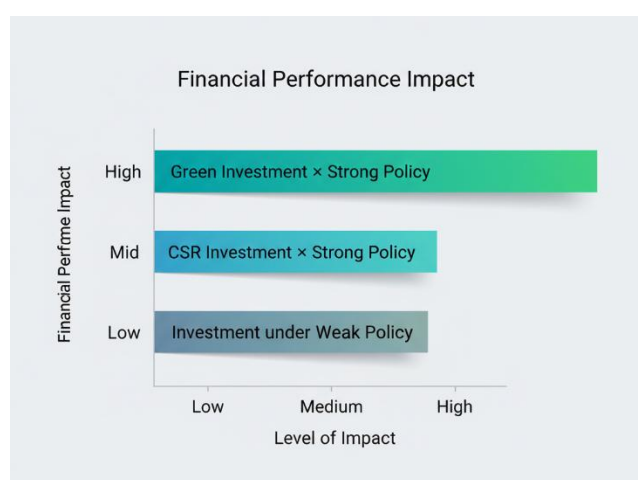 Financial Performance Impact
Financial Perfƌme Impact
High
Green Investment × Strong Policy
Mid
CSR Investment × Strong Policy
Low
Investment under Weak Policy
Low Medium High
Level of Impact